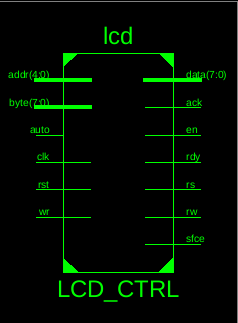 lcd
addr(4:0)
data(7:0)
byte(7:0)
ack
auto
en
clk
rdy
rst
rs
wr
rw
sfce
LCD_CTRL